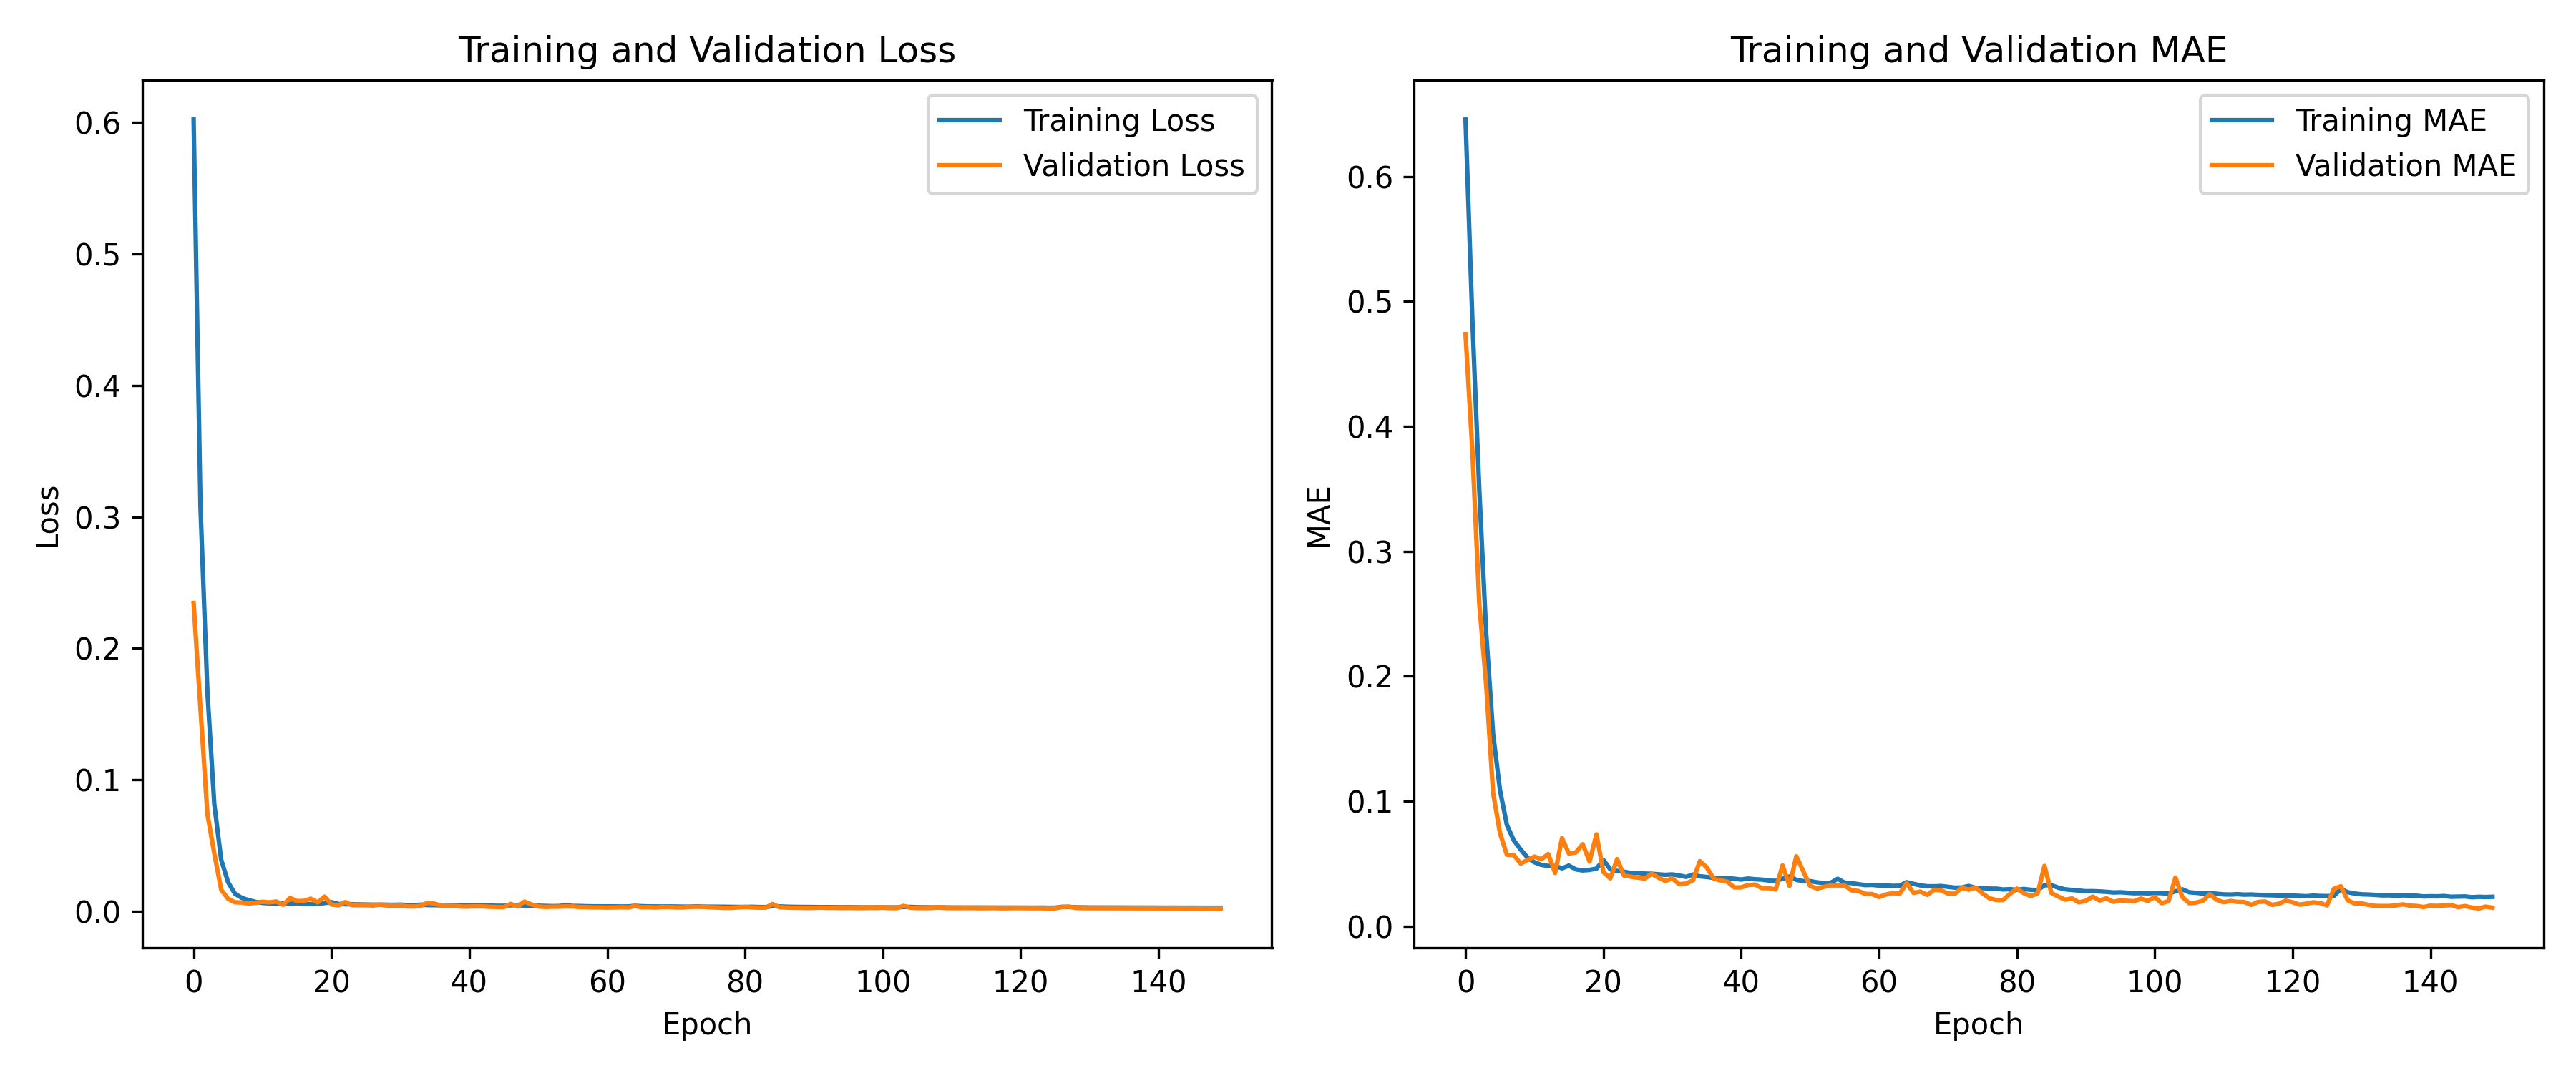 Training and Validation Loss
Training Loss
Validation Loss
0.6
0.5
0.4
0.3
0.2
0.1
0.0
Loss
0 20 40 60 80 100 120 140
Epoch
Training and Validation MAE
Training MAE
Validation MAE
0.6
0.5
0.4
0.3
0.2
0.1
0.0
MAE
0 20 40 60 80 100 120 140
Epoch